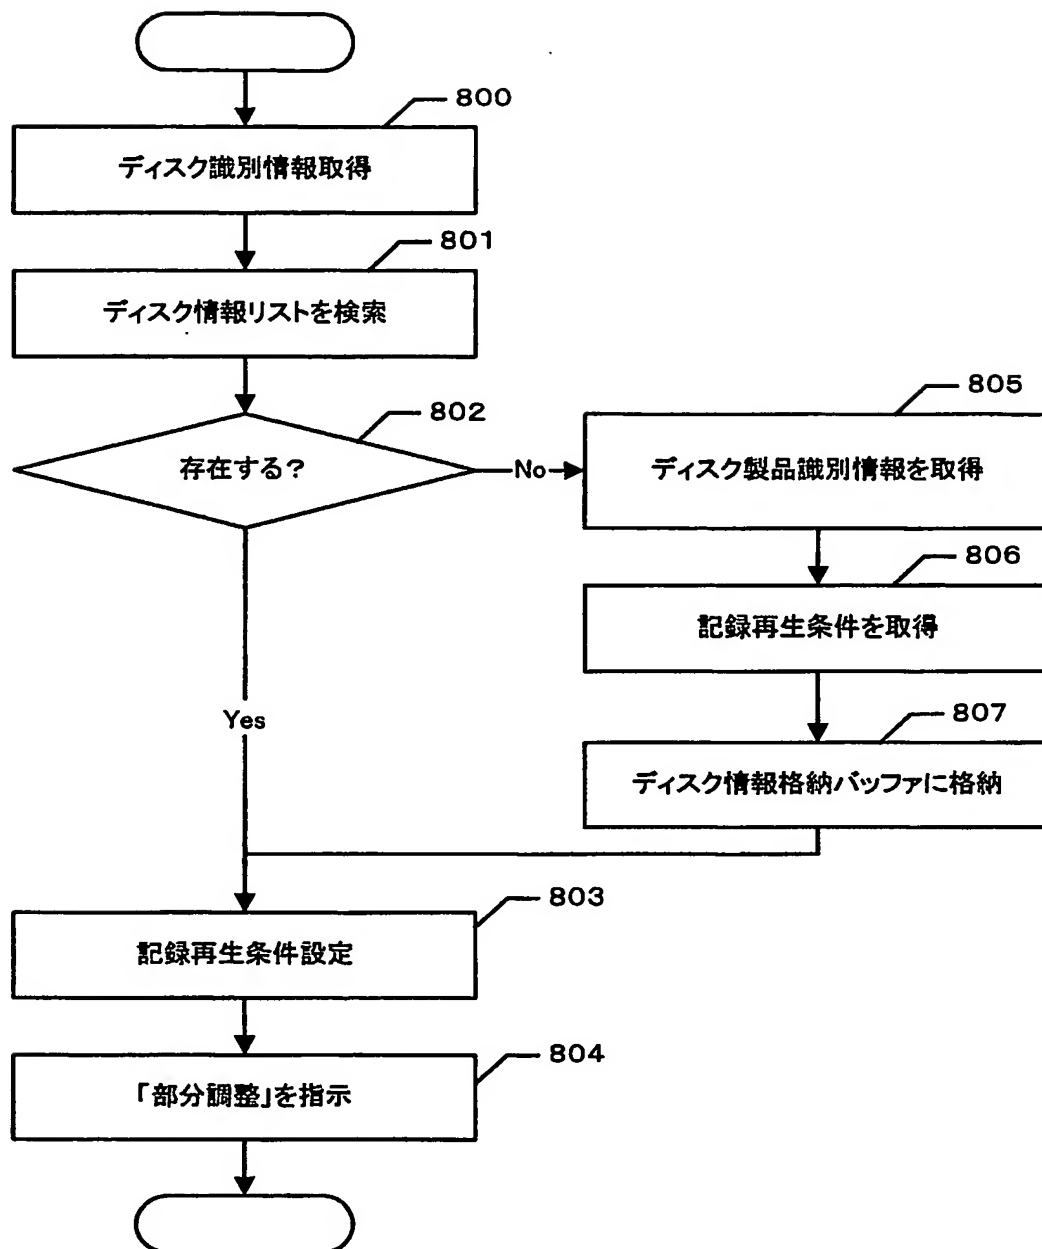 800
ディスク識別情報取得
801
ディスク情報リストを検索
802
存在する?
No
805
ディスク製品識別情報を取得
806
記録再生条件を取得
807
ディスク情報格納バッファに格納
Yes
803
記録再生条件設定
804
「部分調整」を指示